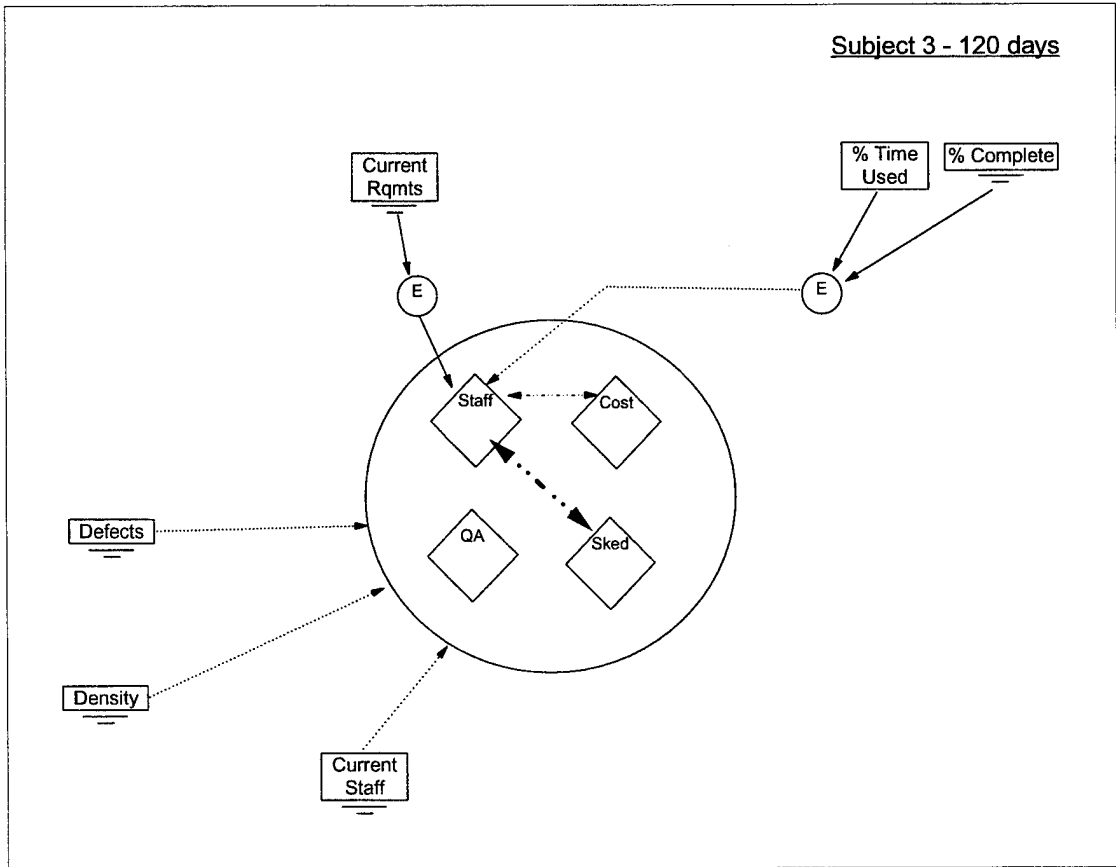 Subject 3 - 120 days
Current
Rqmts
% Time
Used
% Complete
E
E
Staff
Cost
QA
Sked
Defects
Density
Current
Staff